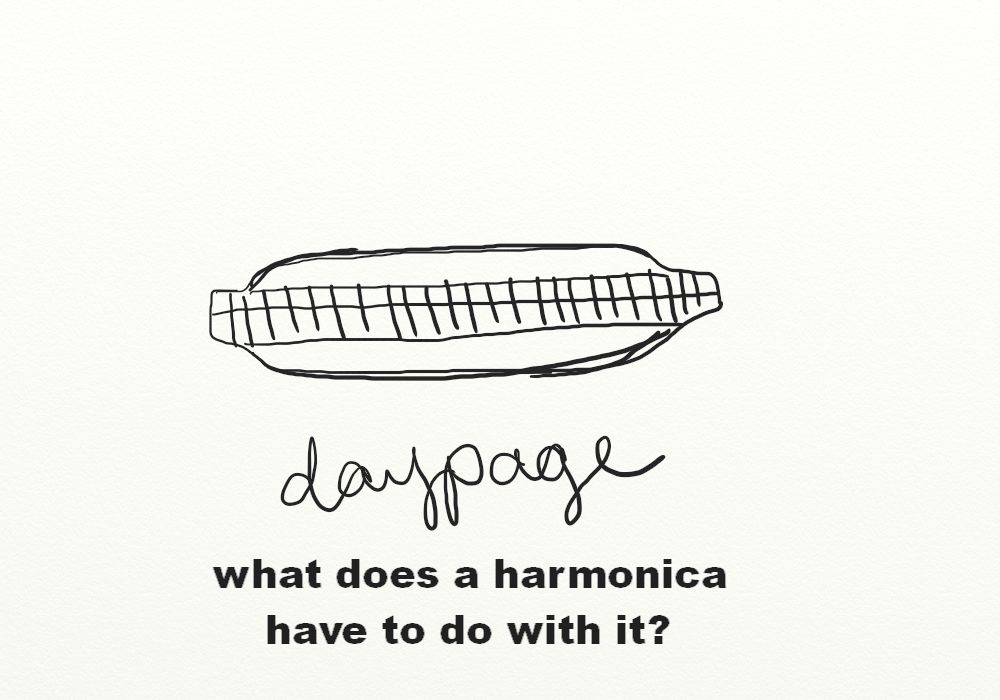 daypage
what does a harmonica
have to do with it?